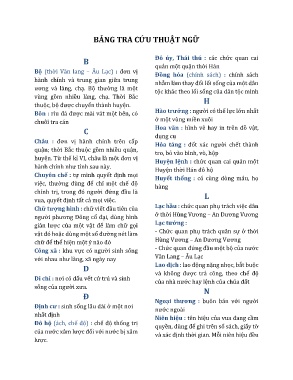 BẢNG TRA CỨU THUẬT NGỮ
B
Bộ (thời Văn Lang – Âu Lạc) : đơn vị
hành chính và trung gian giữa trung
ương và làng, chạ. Bộ thường là một
vùng gồm nhiều làng, chạ. Thời Bắc
thuộc, bộ được chuyển thành huyện.
Bôn : rìu đá được mài vát một bên, có
chuôi tra cán
C
Châu : đơn vị hành chính trên cấp
quận; thời Bắc thuộc gồm nhiều quận,
huyện. Từ thế kỉ VI, châu là một đơn vị
hành chính như tỉnh sau này.
Chuyên chế : tự mình quyết định mọi
việc, thường dùng để chỉ một chế độ
chính trị, trong đó người đứng đầu là
vua, quyết định tất cả mọi việc.
Chữ tượng hình : chữ viết đầu tiên của
người phương Đông cổ đại, dùng hình
giản lược của một vật để làm chữ gọi
vật đó hoặc dùng một số đường nét làm
chữ để thể hiện một ý nào đó
Công xã : khu vực có người sinh sống
với nhau như làng, xã ngày nay
D
Di chỉ : nơi có dấu vết cư trú và sinh
sống của người xưa.
Đ
Định cư : sinh sống lâu dài ở một nơi
nhất định
Đô hộ (ách, chế độ) : chế độ thống trị
của nước xâm lược đối với nước bị xâm
lược.
Đô úy, Thái thú : các chức quan cai
quản một quận thời Hán
Đồng hóa (chính sách) : chính sách
nhằm làm thay đổi lối sống của một dân
tộc khác theo lối sống của dân tộc mình
H
Hào trưởng : người có thế lực lớn nhất
ở một vùng miền xuôi
Hoa văn : hình vẽ hay in trên đồ vật,
dụng cụ
Hỏa táng : đốt xác người chết thành
tro, bỏ vào bình, vò, hộp
Huyện lệnh : chức quan cai quản một
Huyện thời Hán đô hộ
Huyết thống : có cùng dòng máu, họ
hàng
L
Lạc hầu : chức quan phụ trách việc dân
ở thời Hùng Vương – An Dương Vương
Lạc tướng :
- Chức quan phụ trách quân sự ở thời
Hùng Vương – An Dương Vương
- Chức quan đứng đầu một bộ của nước
Văn Lang – Âu Lạc
Lao dịch : lao động nặng nhọc, bắt buộc
và không được trả công, theo chế độ
của nhà nước hay lệnh của chúa đất
N
Ngoại thương : buôn bán với người
nước ngoài
Niên hiệu : tên hiệu của vua đang cầm
quyền, dùng để ghi trên sổ sách, giấy tờ
và xác định thời gian. Mỗi niên hiệu đều